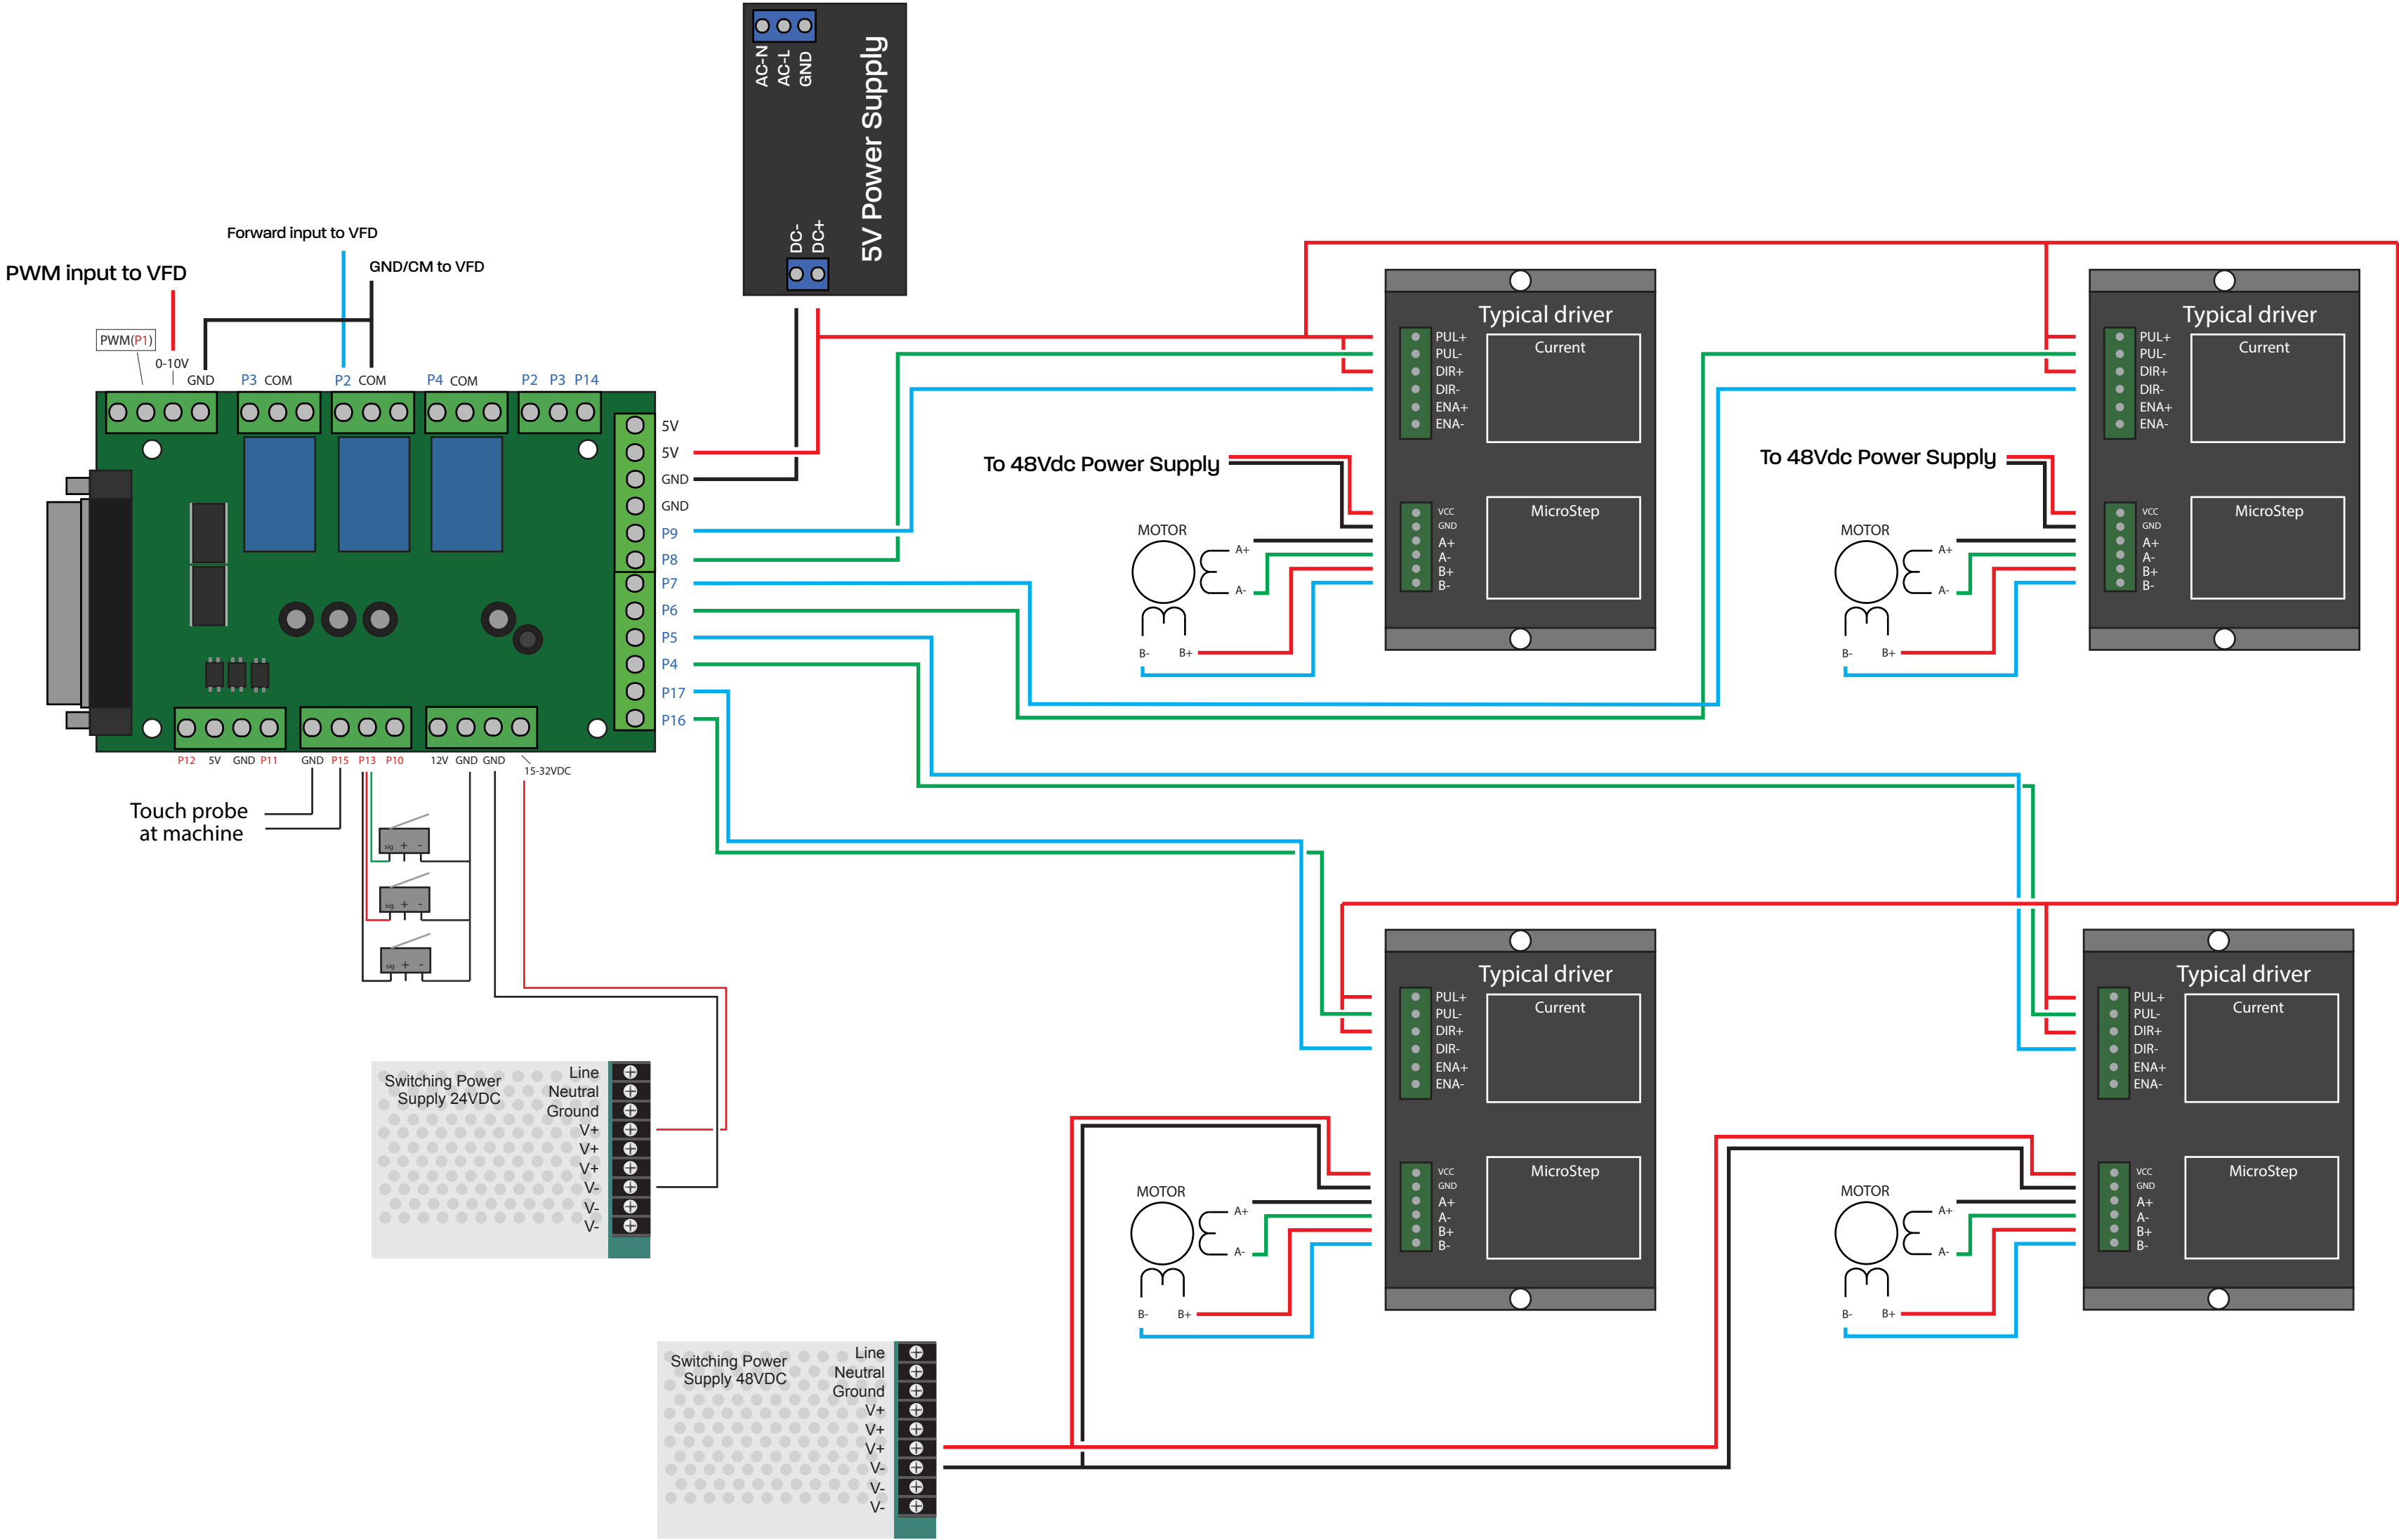 AC-N
AC-L
GND
5V Power Supply
DC-
DC+
Forward input to VFD
GND/CM to VFD
PWM input to VFD
PWM(P1)
0-10V
GND
P3 COM
P2 COM
P4 COM
P2 P3 P14
5V
5V
GND
GND
P9
P8
P7
P6
P5
P4
P17
P16
P12 5V GND P11
GND P15 P13 P10
12V GND GND
15-32VDC
Touch probe
at machine
sig + -
sig + -
sig + -
Typical driver
PUL+
PUL-
DIR+
DIR-
ENA+
ENA-
Current
To 48Vdc Power Supply
VCC
GND
A+
A-
B+
B-
MicroStep
MOTOR
A+
A-
B-
B+
Typical driver
PUL+
PUL-
DIR+
DIR-
ENA+
ENA-
Current
To 48Vdc Power Supply
VCC
GND
A+
A-
B+
B-
MicroStep
MOTOR
A+
A-
B-
B+
Typical driver
PUL+
PUL-
DIR+
DIR-
ENA+
ENA-
Current
VCC
GND
A+
A-
B+
B-
MicroStep
MOTOR
A+
A-
B-
B+
Typical driver
PUL+
PUL-
DIR+
DIR-
ENA+
ENA-
Current
VCC
GND
A+
A-
B+
B-
MicroStep
MOTOR
A+
A-
B-
B+
Switching Power
Supply 24VDC
Line
Neutral
Ground
V+
V+
V+
V-
V-
V-
Switching Power
Supply 48VDC
Line
Neutral
Ground
V+
V+
V+
V-
V-
V-